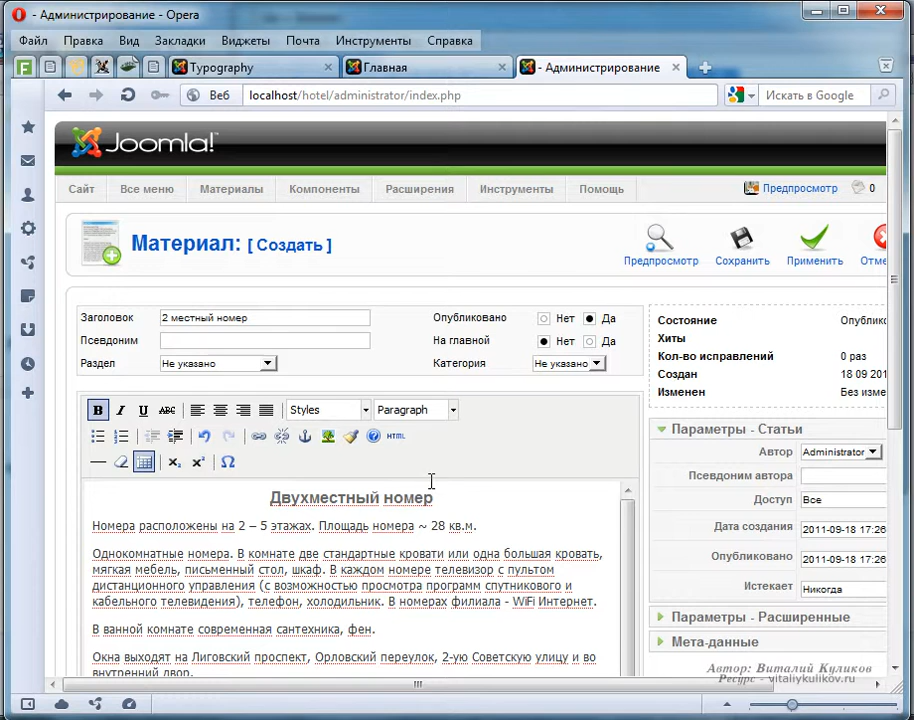 - Администрирование - Opera
Файл Правка Вид Закладки Виджеты Почта Инструменты Справка
Typography Главная - Администрирование
Веб localhost/hotel/administrator/index.php Искать в Google
Joomla!
Сайт Все меню Материалы Компоненты Расширения Инструменты Помощь Предпросмотр 0
Материал: [ Создать ]
Предпросмотр Сохранить Применить Отме
Заголовок 2 местный номер Опубликовано Нет Да
Псевдоним На главной Нет Да
Раздел Не указано Категория Не указано
Состояние Опублико
Хиты
Кол-во исправлений 0 раз
Создан 18 09 201
Изменен Без изме
B I U ABC Styles Paragraph
HTML
Параметры - Статьи
Автор Administrator
Псевдоним автора
Доступ Все
Дата создания 2011-09-18 17:26
Опубликовано 2011-09-18 17:26
Истекает Никогда
Параметры - Расширенные
Мета-данные
Двухместный номер
Номера расположены на 2 – 5 этажах. Площадь номера ~ 28 кв.м.
Однокомнатные номера. В комнате две стандартные кровати или одна большая кровать,
мягкая мебель, письменный стол, шкаф. В каждом номере телевизор с пультом
дистанционного управления (с возможностью просмотра программ спутникового и
кабельного телевидения), телефон, холодильник. В номерах филиала - WiFi Интернет.
В ванной комнате современная сантехника, фен.
Окна выходят на Лиговский проспект, Орловский переулок, 2-ую Советскую улицу и во
внутренний двор.
Автор: Виталий Куликов
Ресурс - vitaliykulikov.ru